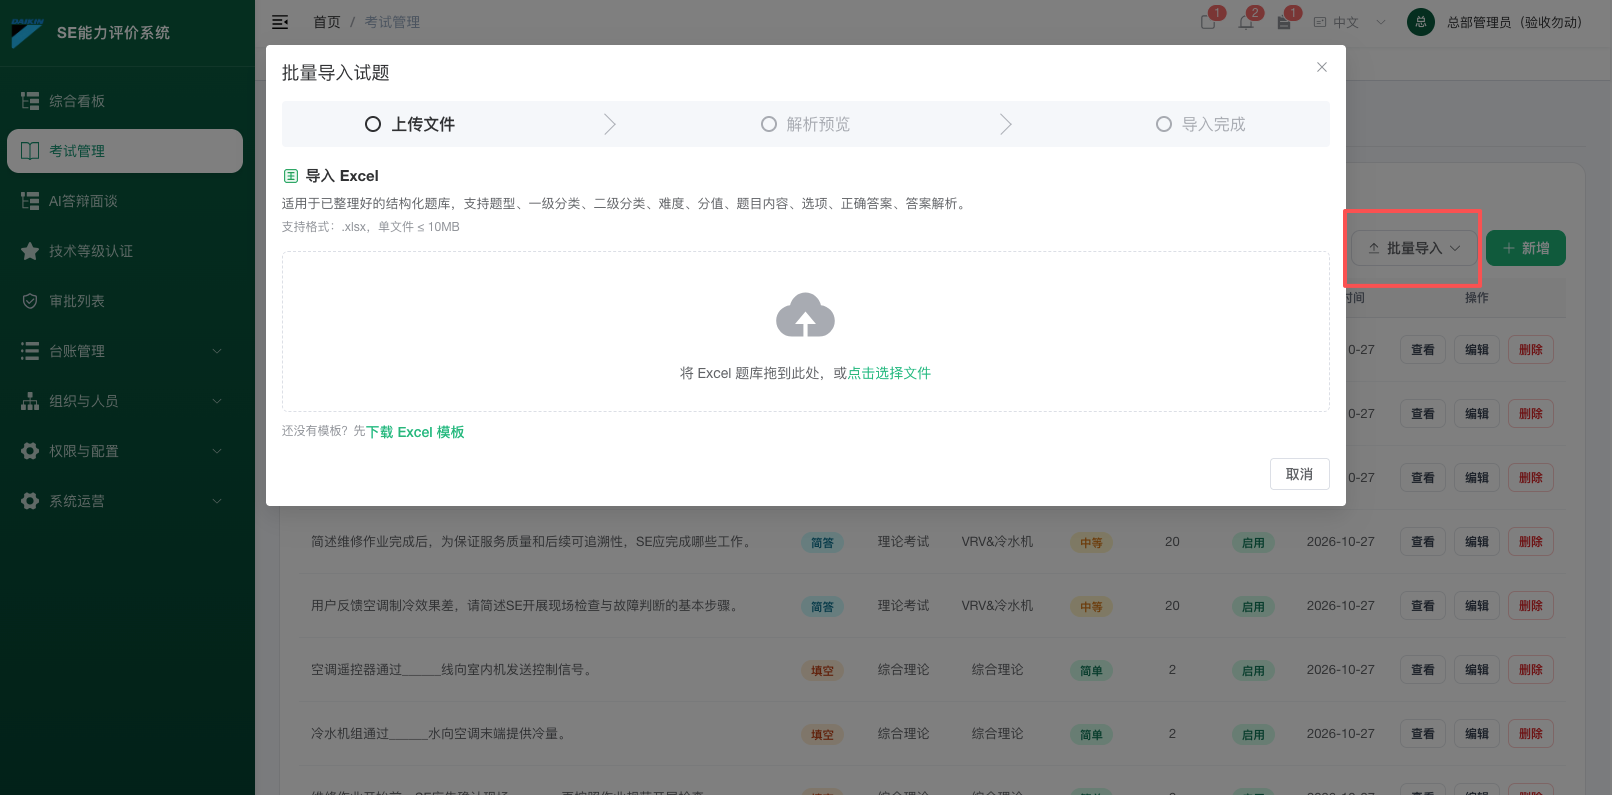 DAIKIN
SE能力评价系统
首页 / 考试管理
1
2
1
中文
总
总部管理员（验收勿动）
综合看板
考试管理
AI答辩面谈
技术等级认证
审批列表
台账管理
组织与人员
权限与配置
系统运营
批量导入试题
上传文件
解析预览
导入完成
导入 Excel
适用于已整理好的结构化题库，支持题型、一级分类、二级分类、难度、分值、题目内容、选项、正确答案、答案解析。
支持格式：.xlsx，单文件 ≤ 10MB
将 Excel 题库拖到此处，或点击选择文件
还没有模板？先下载 Excel 模板
取消
批量导入
新增
时间 操作
0-27 查看 编辑 删除
0-27 查看 编辑 删除
0-27 查看 编辑 删除
简述维修作业完成后，为保证服务质量和后续可追溯性，SE应完成哪些工作。 简答 理论考试 VRV&冷水机 中等 20 启用 2026-10-27 查看 编辑 删除
用户反馈空调制冷效果差，请简述SE开展现场检查与故障判断的基本步骤。 简答 理论考试 VRV&冷水机 中等 20 启用 2026-10-27 查看 编辑 删除
空调遥控器通过______线向室内机发送控制信号。 填空 综合理论 综合理论 简单 2 启用 2026-10-27 查看 编辑 删除
冷水机组通过______水向空调末端提供冷量。 填空 综合理论 综合理论 简单 2 启用 2026-10-27 查看 编辑 删除